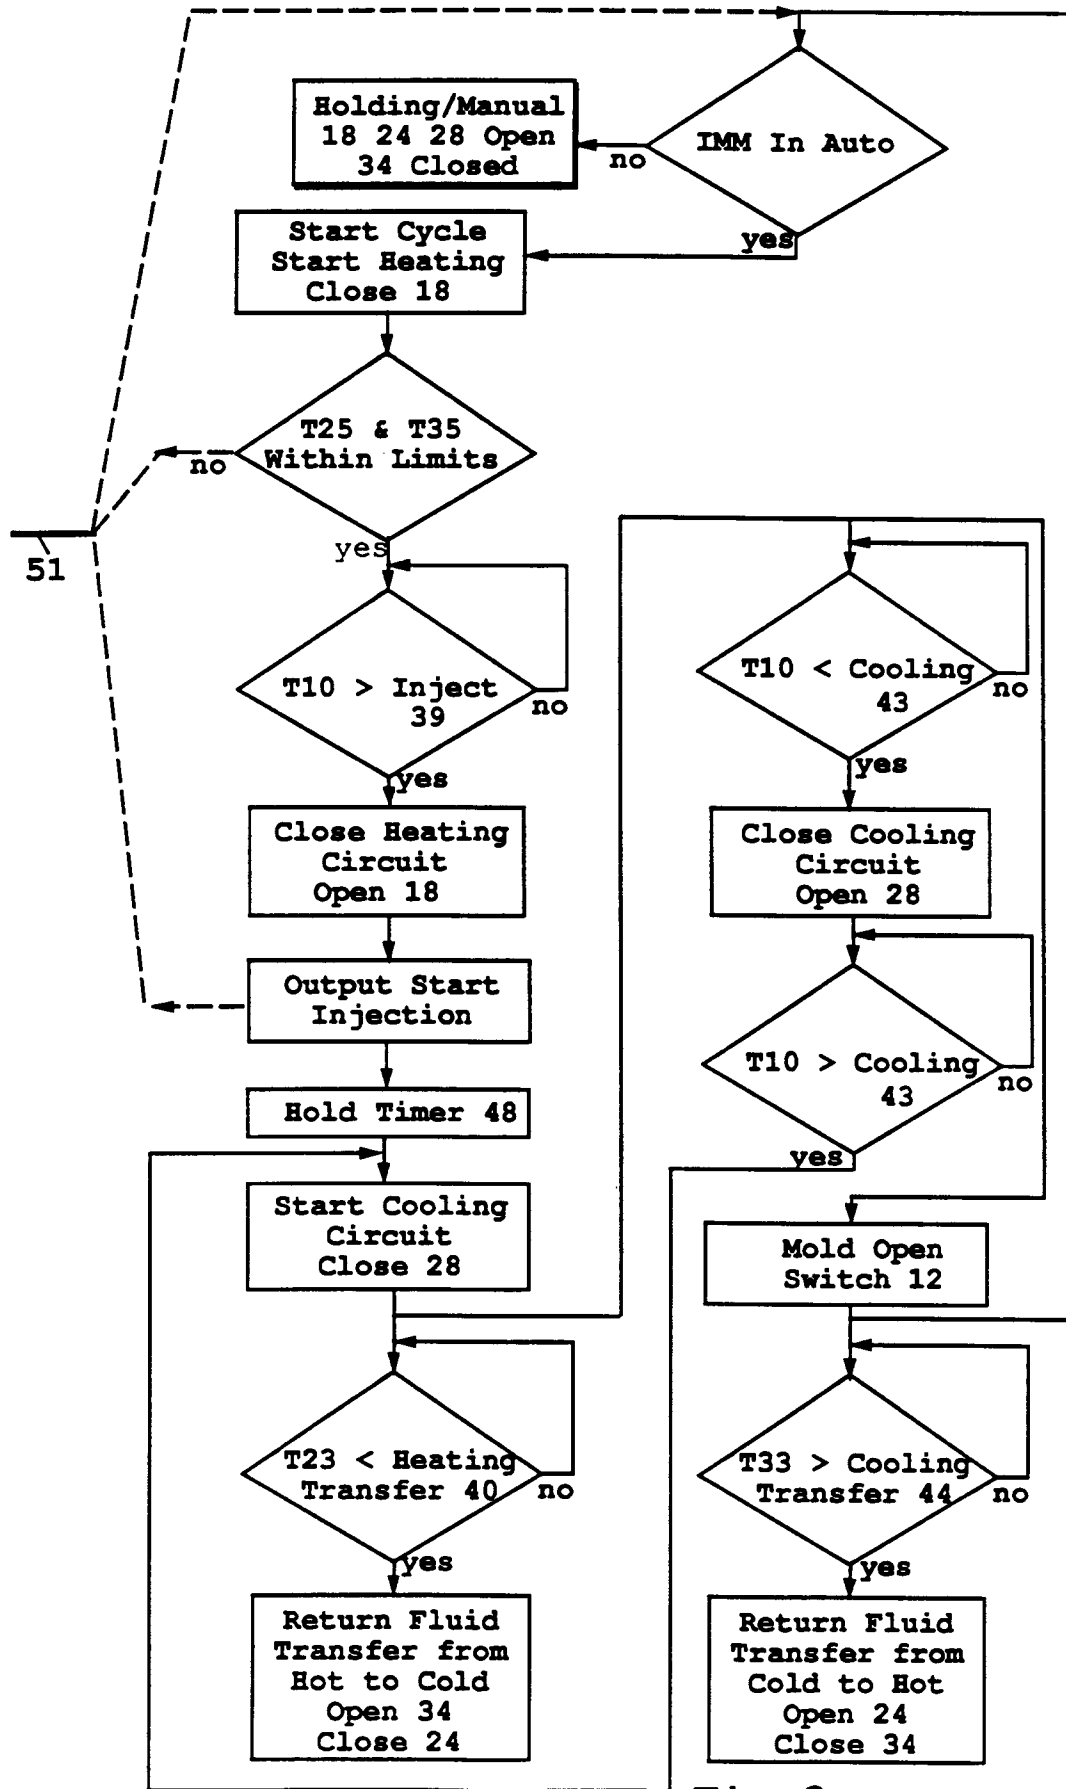 IMM In Auto
no
yes
Holding/Manual
18 24 28 Open
34 Closed
Start Cycle
Start Heating
Close 18
T25 & T35
Within Limits
no
yes
51
T10 > Inject
39
no
yes
Close Heating
Circuit
Open 18
Output Start
Injection
Hold Timer 48
Start Cooling
Circuit
Close 28
T23 < Heating
Transfer 40
no
yes
Return Fluid
Transfer from
Hot to Cold
Open 34
Close 24
T10 < Cooling
43
no
yes
Close Cooling
Circuit
Open 28
T10 > Cooling
43
no
yes
Mold Open
Switch 12
T33 > Cooling
Transfer 44
no
yes
Return Fluid
Transfer from
Cold to Hot
Open 24
Close 34